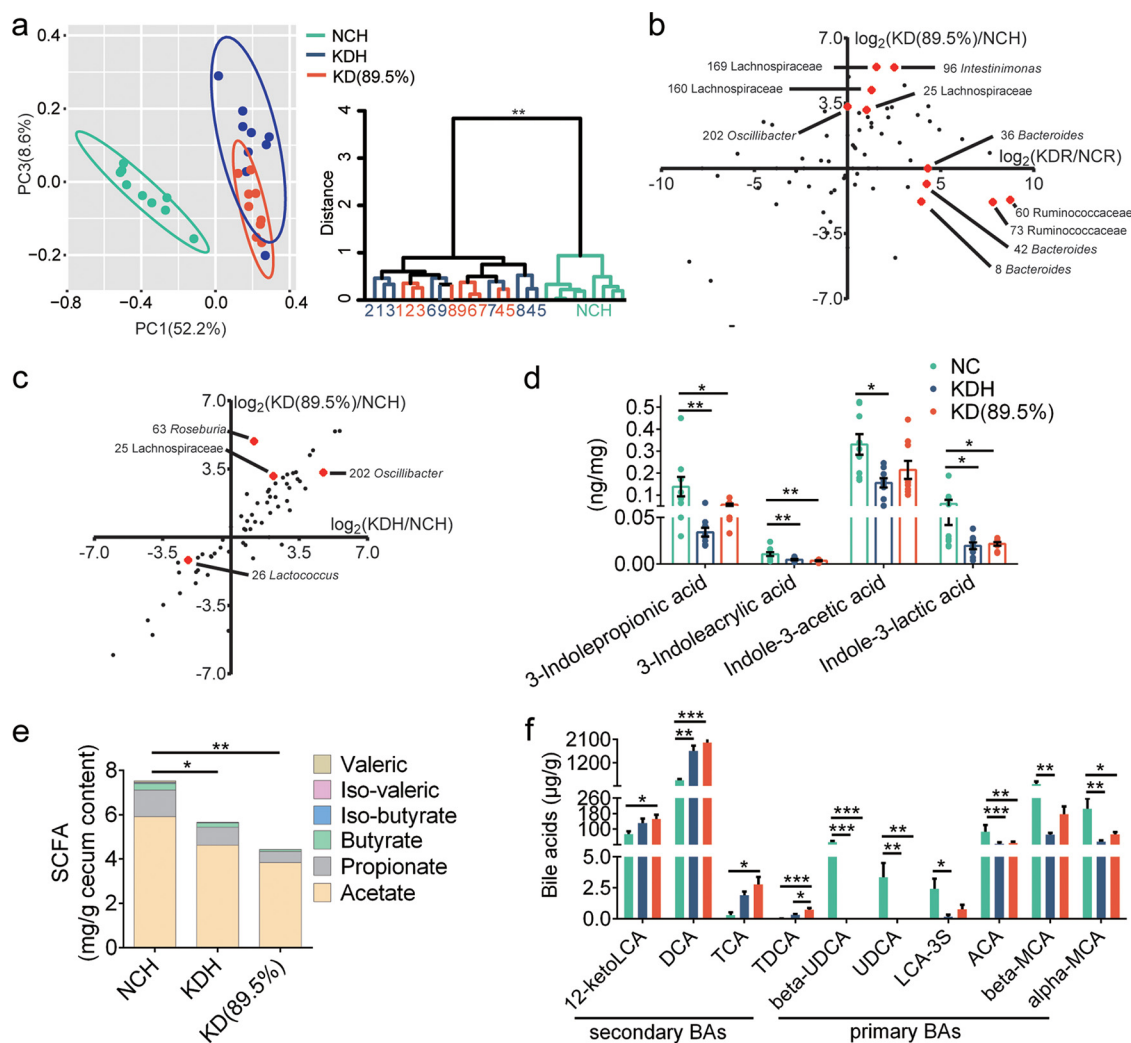 a
NCH
KDH
KD(89.5%)
0.4
0.2
0.0
−0.2
PC3(8.6%)
−0.8
−0.4
0.0
0.4
PC1(52.2%)
**
4
3
2
1
0
Distance
213123698967745845
NCH
b
7.0
log2(KD(89.5%)/NCH)
169 Lachnospiraceae
96 Intestinimonas
160 Lachnospiraceae
25 Lachnospiraceae
3.5
202 Oscillibacter
36 Bacteroides
log2(KDR/NCR)
-10
-5
5
10
60 Ruminococcaceae
73 Ruminococcaceae
-3.5
42 Bacteroides
8 Bacteroides
-7.0
c
7.0
log2(KD(89.5%)/NCH)
63 Roseburia
25 Lachnospiraceae
3.5
202 Oscillibacter
log2(KDH/NCH)
-7.0
-3.5
3.5
7.0
26 Lactococcus
-3.5
-7.0
d
NC
KDH
KD(89.5%)
(ng/mg)
0.5
0.4
0.3
0.2
0.1
0.05
0.00
*
**
**
**
*
*
*
3-Indolepropionic acid
3-Indoleacrylic acid
Indole-3-acetic acid
Indole-3-lactic acid
e
SCFA
(mg/g cecum content)
8
6
4
2
0
**
*
NCH
KDH
KD(89.5%)
Valeric
Iso-valeric
Iso-butyrate
Butyrate
Propionate
Acetate
f
Bile acids (µg/g)
2100
1200
260
180
100
5.0
2.5
0.0
*
***
**
*
***
*
***
***
**
**
*
**
***
**
*
**
12-ketoLCA
DCA
TCA
TDCA
beta-UDCA
UDCA
LCA-3S
ACA
beta-MCA
alpha-MCA
secondary BAs
primary BAs